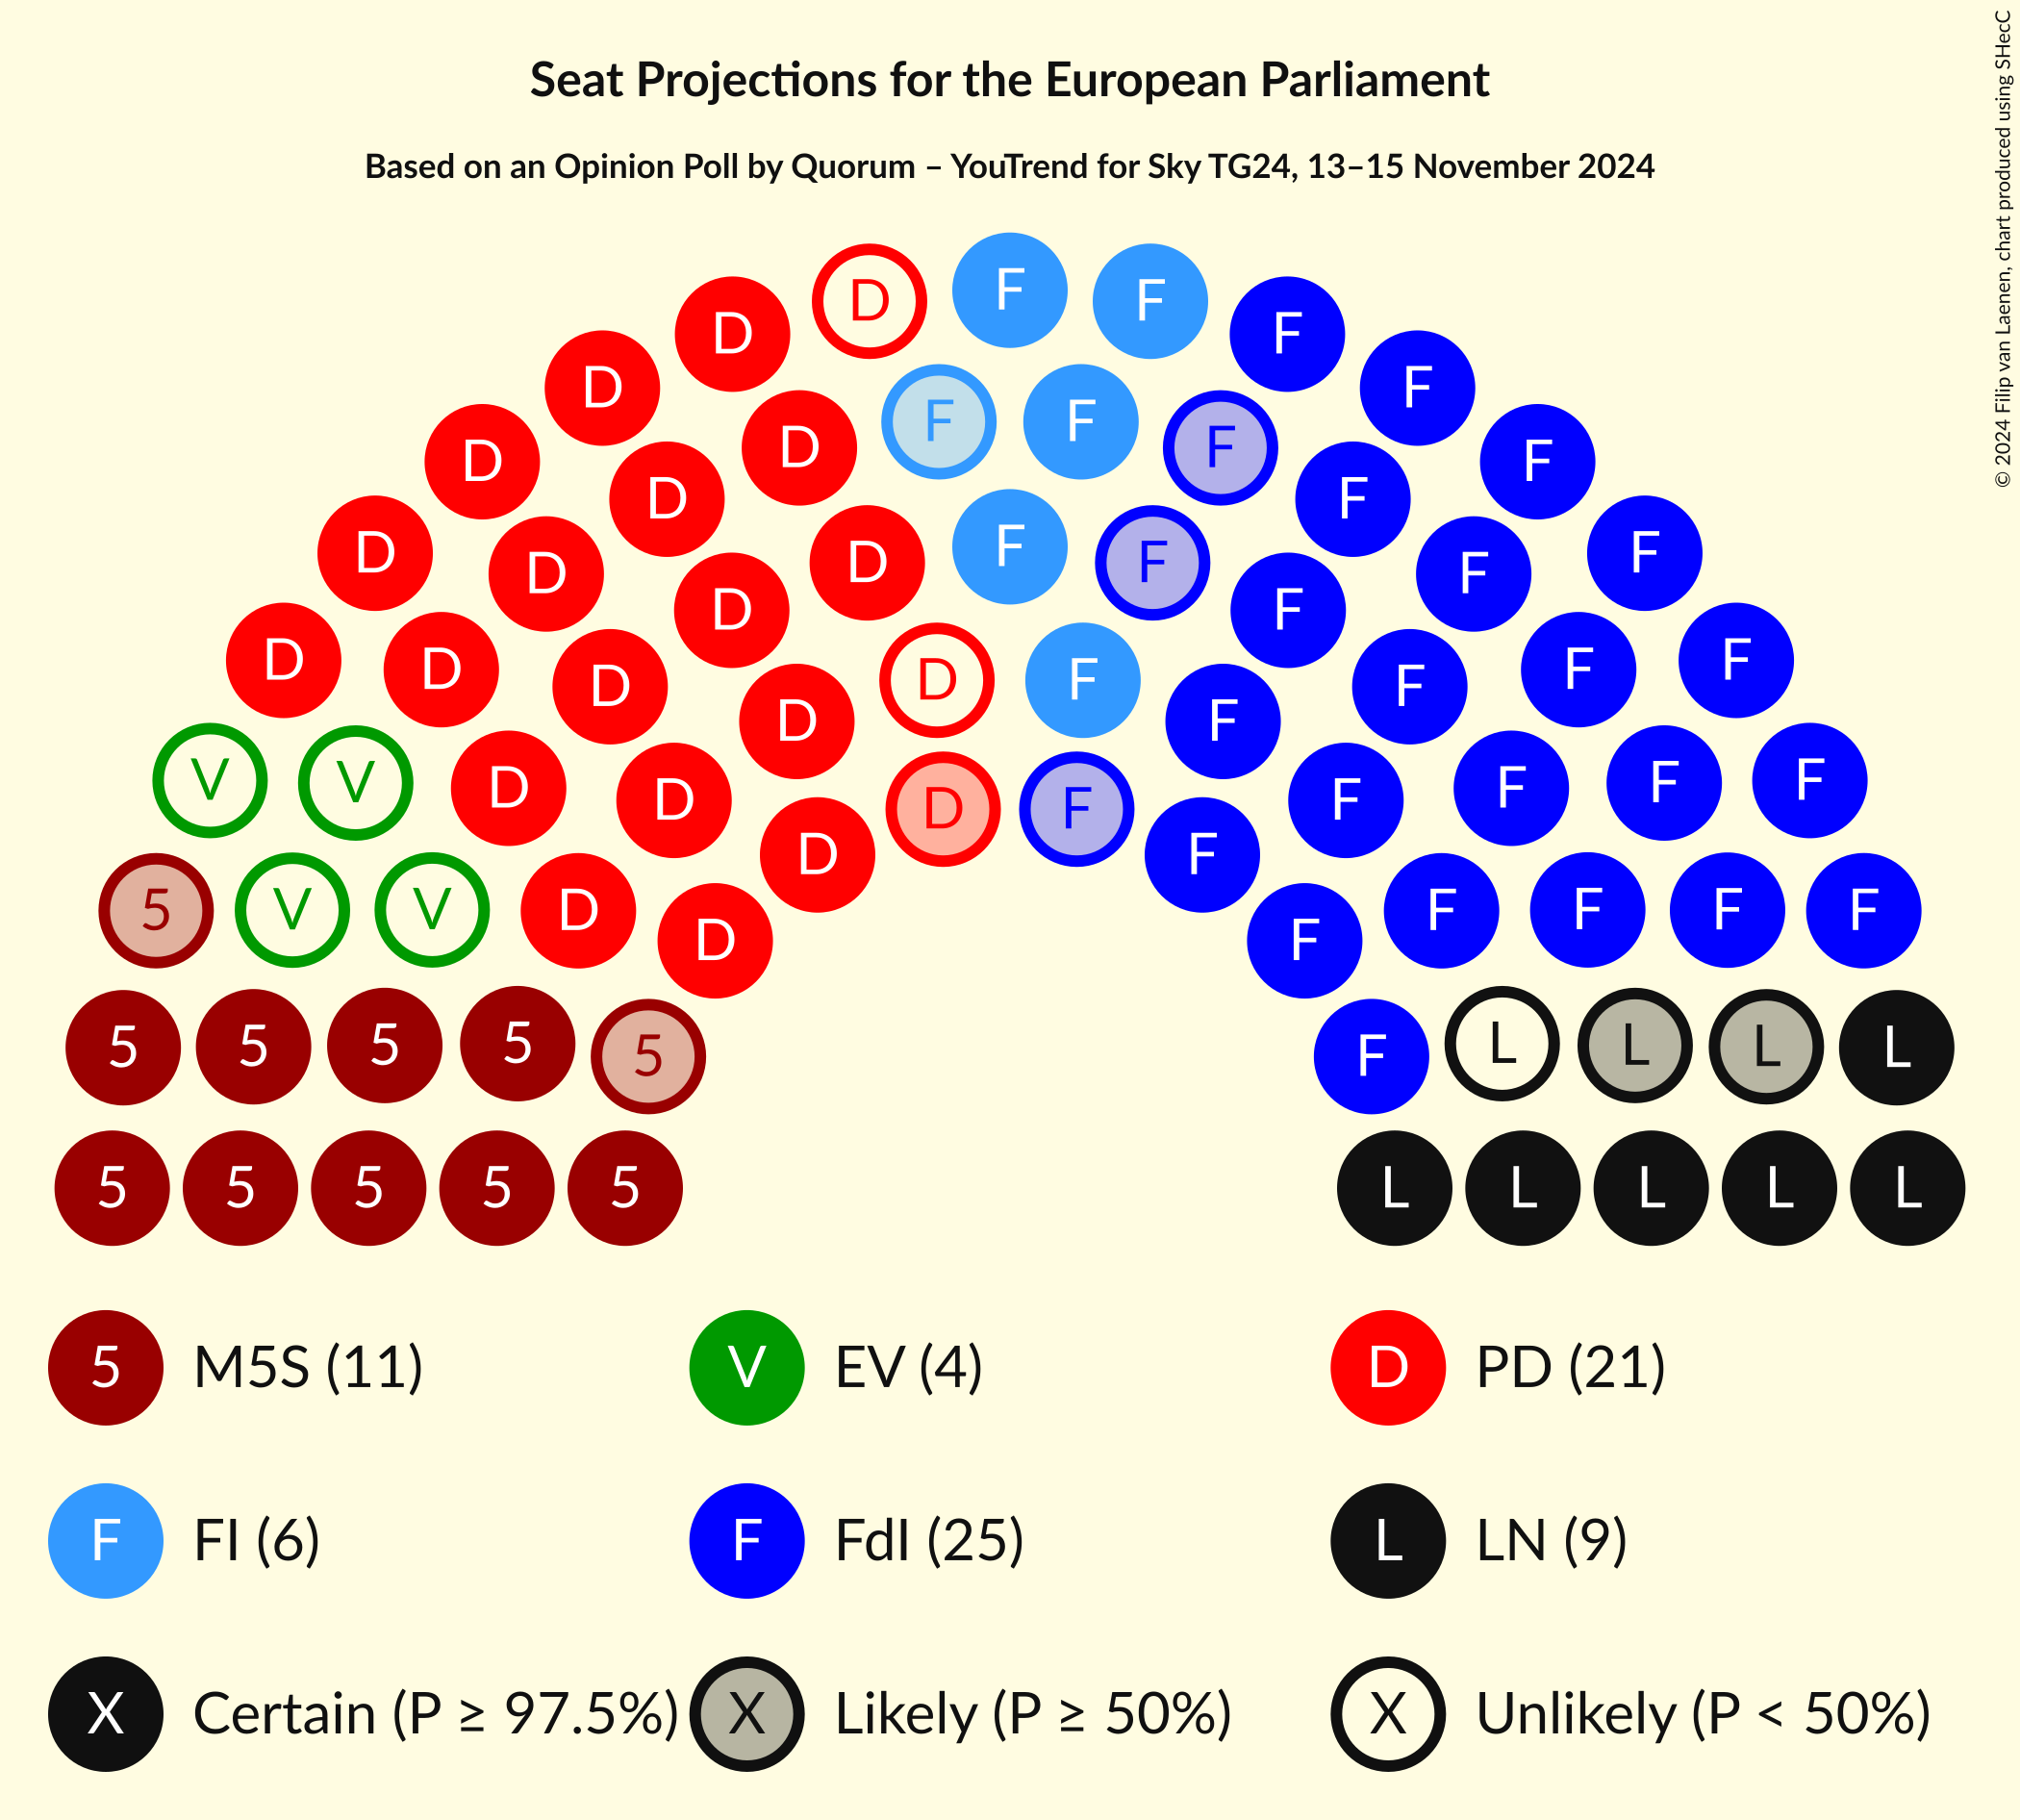 Seat Projections for the European Parliament
Based on an Opinion Poll by Quorum – YouTrend for Sky TG24, 13–15 November 2024
© 2024 Filip van Laenen, chart produced using SHecC
D F F
D F
D F
F F
D F
D F
D F
F
D F
D F
D F
D F
D F
D F
D F
D F
D F
V V D D D F F F F F
D F
5 V V D F F F F
D F
5 5 5 5 5 F L L L L
5 5 5 5 5 L L L L L
5 M5S (11) V EV (4) D PD (21)
F FI (6) F FdI (25) L LN (9)
X Certain (P ≥ 97.5%) X Likely (P ≥ 50%) X Unlikely (P < 50%)